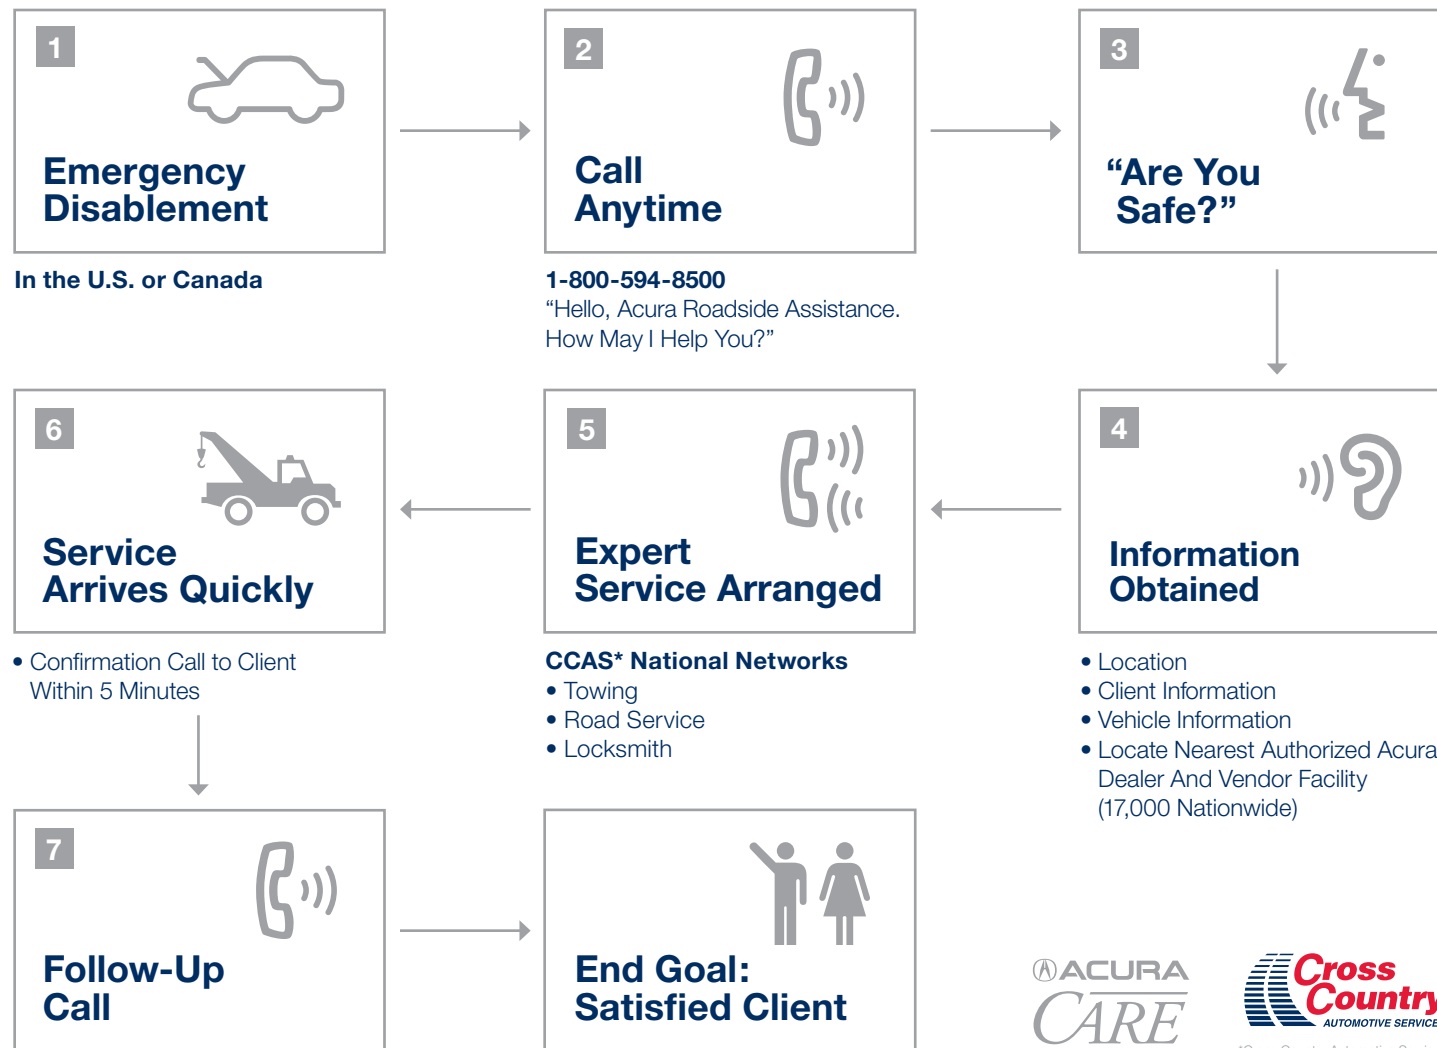 1
Emergency
Disablement
In the U.S. or Canada
2
Call
Anytime
1-800-594-8500
“Hello, Acura Roadside Assistance.
How May I Help You?”
3
“Are You
Safe?”
4
Information
Obtained
• Location
• Client Information
• Vehicle Information
• Locate Nearest Authorized Acura
Dealer And Vendor Facility
(17,000 Nationwide)
5
Expert
Service Arranged
CCAS* National Networks
• Towing
• Road Service
• Locksmith
6
Service
Arrives Quickly
• Confirmation Call to Client
Within 5 Minutes
7
Follow-Up
Call
End Goal:
Satisfied Client
ACURA
CARE
Cross
Country
AUTOMOTIVE SERVICE